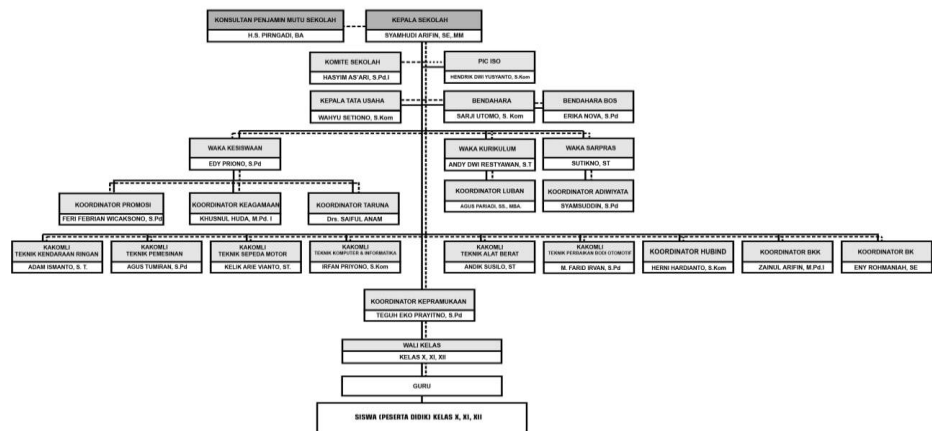 KONSULTAN PENJAMIN MUTU SEKOLAH
H.S. PIRNGADI, BA
KEPALA SEKOLAH
SYAMHUDI ARIFIN, SE, MM
KOMITE SEKOLAH
HASYIM AS'ARI, S.Pd.I
PIC ISO
HENDRIK DWI YUSYANTO, S.Kom
KEPALA TATA USAHA
WAHYU SETIONO, S.Kom
BENDAHARA
SARJI UTOMO, S. Kom
BENDAHARA BOS
ERIKA NOVA, S.Pd
WAKA KESISWAAN
EDY PRIONO, S.Pd
WAKA KURIKULUM
ANDY DWI RESTYAWAN, S.T
WAKA SARPRAS
SUTIKNO, ST
KOORDINATOR PROMOSI
FERI FEBRIAN WICAKSONO, S.Pd
KOORDINATOR KEAGAMAAN
KHUSNUL HUDA, M.Pd. I
KOORDINATOR TARUNA
Drs. SAIFUL ANAM
KOORDINATOR LUBAN
AGUS PARIADI, SS., MBA.
KOORDINATOR ADIWIYATA
SYAMSUDDIN, S.Pd
KAKOMLI
TEKNIK KENDARAAN RINGAN
ADAM ISMANTO, S. T.
KAKOMLI
TEKNIK PEMESINAN
AGUS TUMIRAN, S.Pd
KAKOMLI
TEKNIK SEPEDA MOTOR
KELIK ARIE VIANTO, ST.
KAKOMLI
TEKNIK KOMPUTER & INFORMATIKA
IRFAN PRIYONO, S.Kom
KAKOMLI
TEKNIK ALAT BERAT
ANDIK SUSILO, ST
KAKOMLI
TEKNIK PERBAIKAN BODI OTOMOTIF
M. FARID IRVAN, S.Pd
KOORDINATOR HUBIND
HERNI HARDIANTO, S.Kom
KOORDINATOR BKK
ZAINUL ARIFIN, M.Pd.I
KOORDINATOR BK
ENY ROHMANIAH, SE
KOORDINATOR KEPRAMUKAAN
TEGUH EKO PRAYITNO, S.Pd
WALI KELAS
KELAS X, XI, XII
GURU
SISWA (PESERTA DIDIK) KELAS X, XI, XII